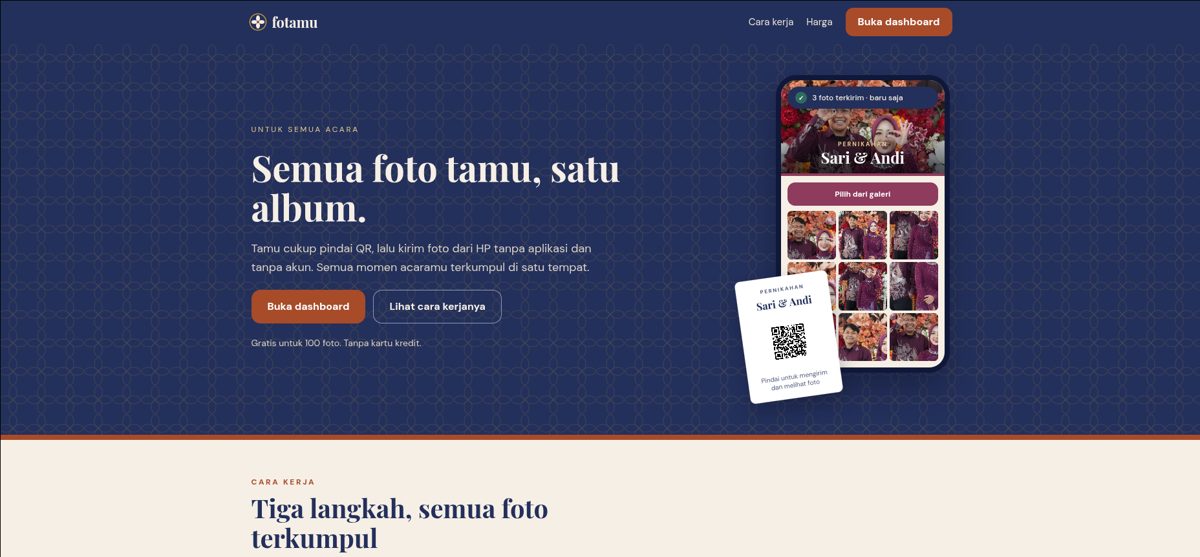 fotamu
Cara kerja
Harga
Buka dashboard
UNTUK SEMUA ACARA
Semua foto tamu, satu
album.
Tamu cukup pindai QR, lalu kirim foto dari HP tanpa aplikasi dan
tanpa akun. Semua momen acaramu terkumpul di satu tempat.
Buka dashboard
Lihat cara kerjanya
Gratis untuk 100 foto. Tanpa kartu kredit.
3 foto terkirim · baru saja
PERNIKAHAN
Sari & Andi
Pilih dari galeri
PERNIKAHAN
Sari & Andi
Pindai untuk mengirim
dan melihat foto
CARA KERJA
Tiga langkah, semua foto
terkumpul